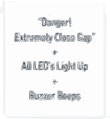 "Danger!
Extremely Close Gap"
+
All LED's Light Up
+
Buzzer Beeps